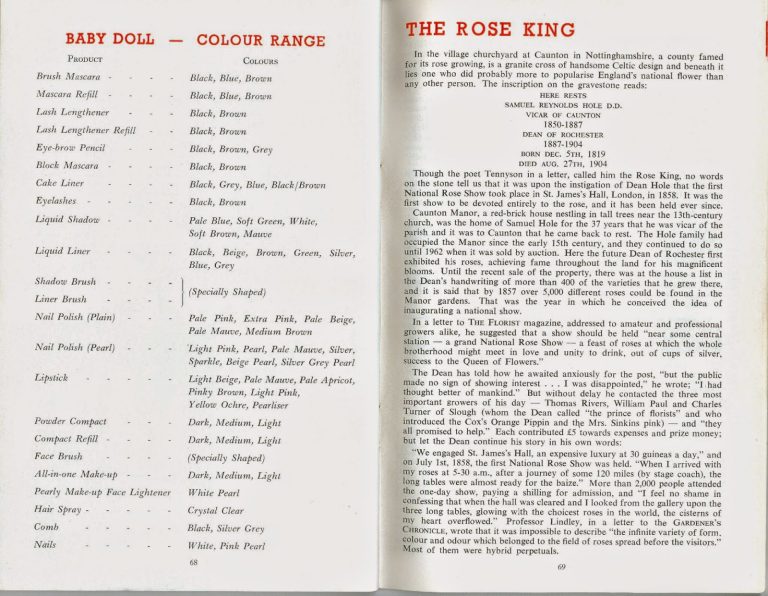 BABY DOLL — COLOUR RANGE
PRODUCT COLOURS
Brush Mascara - - - - Black, Blue, Brown
Mascara Refill - - - - Black, Blue, Brown
Lash Lengthener - - - Black, Brown
Lash Lengthener Refill - - Black, Brown
Eye-brow Pencil - - - Black, Brown, Grey
Block Mascara - - - - Black, Brown
Cake Liner - - - - Black, Grey, Blue, Black/Brown
Eyelashes - - - - - Black, Brown
Liquid Shadow - - - - Pale Blue, Soft Green, White,
Soft Brown, Mauve
Liquid Liner - - - - Black, Beige, Brown, Green, Silver,
Blue, Grey
Shadow Brush - - - -
(Specially Shaped)
Liner Brush - - - -
Nail Polish (Plain) - - - Pale Pink, Extra Pink, Pale Beige,
Pale Mauve, Medium Brown
Nail Polish (Pearl) - - - Light Pink, Pearl, Pale Mauve, Silver,
Sparkle, Beige Pearl, Silver Grey Pearl
Lipstick - - - - - Light Beige, Pale Mauve, Pale Apricot,
Pinky Brown, Light Pink,
Yellow Ochre, Pearliser
Powder Compact - - - Dark, Medium, Light
Compact Refill - - - - Dark, Medium, Light
Face Brush - - - - (Specially Shaped)
All-in-one Make-up - - - Dark, Medium, Light
Pearly Make-up Face Lightener White Pearl
Hair Spray - - - - - Crystal Clear
Comb - - - - - Black, Silver Grey
Nails - - - - - White, Pink Pearl
68
THE ROSE KING
In the village churchyard at Caunton in Nottinghamshire, a county famed
for its rose growing, is a granite cross of handsome Celtic design and beneath it
lies one who did probably more to popularise England's national flower than
any other person. The inscription on the gravestone reads:
HERE RESTS
SAMUEL REYNOLDS HOLE D.D.
VICAR OF CAUNTON
1850-1887
DEAN OF ROCHESTER
1887-1904
BORN DEC. 5TH, 1819
DIED AUG. 27TH, 1904
Though the poet Tennyson in a letter, called him the Rose King, no words
on the stone tell us that it was upon the instigation of Dean Hole that the first
National Rose Show took place in St. James's Hall, London, in 1858. It was the
first show to be devoted entirely to the rose, and it has been held ever since.
Caunton Manor, a red-brick house nestling in tall trees near the 13th-century
church, was the home of Samuel Hole for the 37 years that he was vicar of the
parish and it was to Caunton that he came back to rest. The Hole family had
occupied the Manor since the early 15th century, and they continued to do so
until 1962 when it was sold by auction. Here the future Dean of Rochester first
exhibited his roses, achieving fame throughout the land for his magnificent
blooms. Until the recent sale of the property, there was at the house a list in
the Dean's handwriting of more than 400 of the varieties that he grew there,
and it is said that by 1857 over 5,000 different roses could be found in the
Manor gardens. That was the year in which he conceived the idea of
inaugurating a national show.
In a letter to THE FLORIST magazine, addressed to amateur and professional
growers alike, he suggested that a show should be held "near some central
station — a grand National Rose Show — a feast of roses at which the whole
brotherhood might meet in love and unity to drink, out of cups of silver,
success to the Queen of Flowers."
The Dean has told how he awaited anxiously for the post, "but the public
made no sign of showing interest . . . I was disappointed," he wrote; "I had
thought better of mankind." But without delay he contacted the three most
important growers of his day — Thomas Rivers, William Paul and Charles
Turner of Slough (whom the Dean called "the prince of florists" and who
introduced the Cox's Orange Pippin and the Mrs. Sinkins pink) — and "they
all promised to help." Each contributed £5 towards expenses and prize money;
but let the Dean continue his story in his own words:
"We engaged St. James's Hall, an expensive luxury at 30 guineas a day," and
on July 1st, 1858, the first National Rose Show was held. "When I arrived with
my roses at 5-30 a.m., after a journey of some 120 miles (by stage coach), the
long tables were almost ready for the baize." More than 2,000 people attended
the one-day show, paying a shilling for admission, and "I feel no shame in
confessing that when the hall was cleared and I looked from the gallery upon the
three long tables, glowing with the choicest roses in the world, the cisterns of
my heart overflowed." Professor Lindley, in a letter to the GARDENER'S
CHRONICLE, wrote that it was impossible to describe "the infinite variety of form,
colour and odour which belonged to the field of roses spread before the visitors."
Most of them were hybrid perpetuals.
69